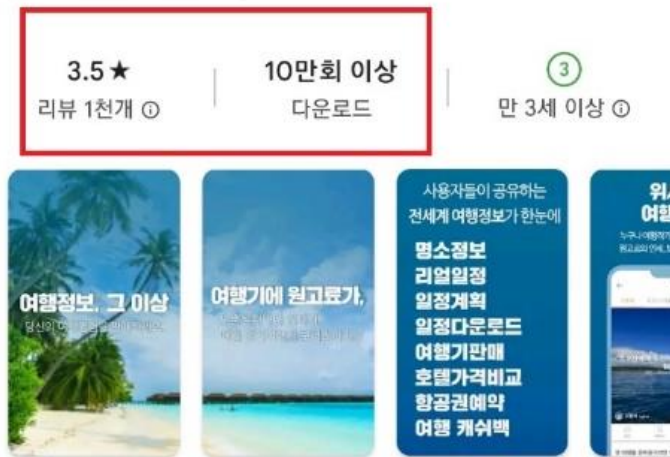 3.5★
리뷰 1천개 ⓘ
10만회 이상
다운로드
3
만 3세 이상 ⓘ
여행정보, 그 이상
여행기에 원고료가,
사용자들이 공유하는
전세계 여행정보가 한눈에
명소정보
리얼일정
일정계획
일정다운로드
여행기판매
호텔가격비교
항공권예약
여행 캐쉬백